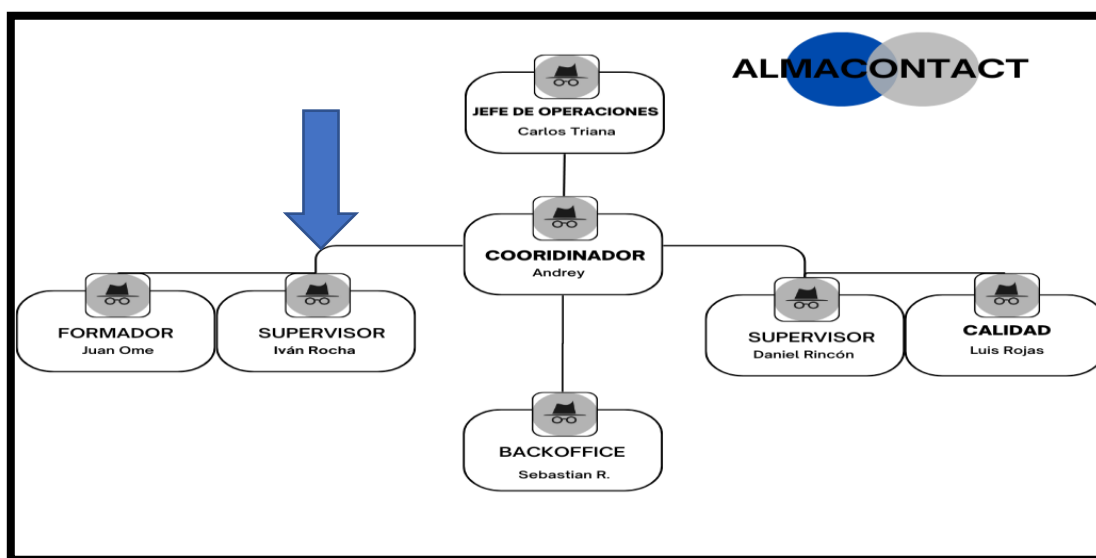 ALMACONTACT
JEFE DE OPERACIONES
Carlos Triana
COORIDINADOR
Andrey
FORMADOR
Juan Ome
SUPERVISOR
Iván Rocha
SUPERVISOR
Daniel Rincón
CALIDAD
Luis Rojas
BACKOFFICE
Sebastian R.